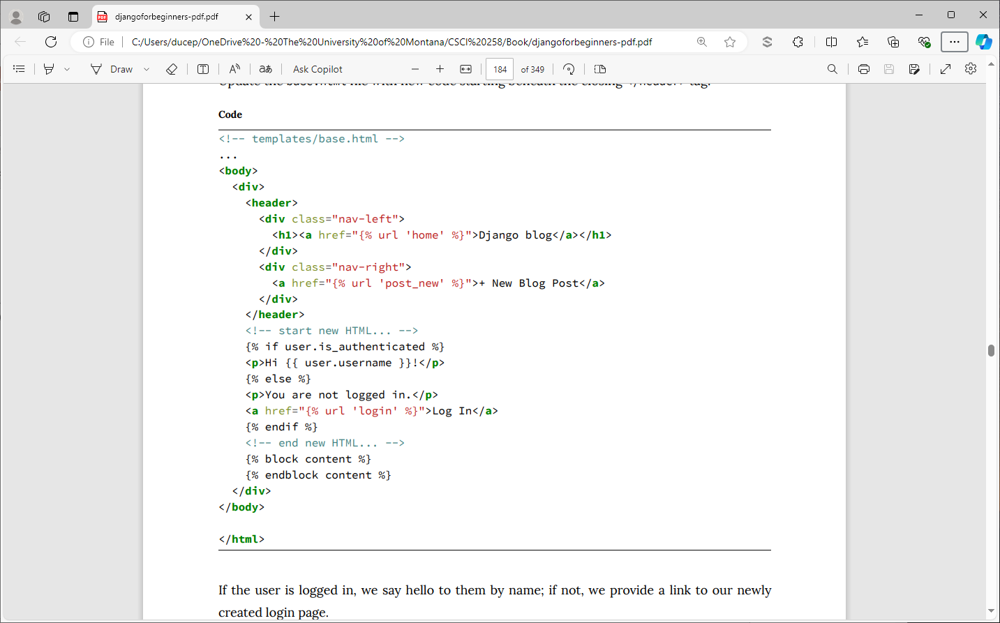 djangoforbeginners-pdf.pdf
File
C:/Users/ducep/OneDrive%20-%20The%20University%20of%20Montana/CSCI%20258/Book/djangoforbeginners-pdf.pdf
Draw
Ask Copilot
184
of 349
Update the base.html file with new code starting beneath the closing </header> tag.
Code
<!-- templates/base.html -->
...
<body>
<div>
<header>
<div class="nav-left">
<h1><a href="{% url 'home' %}">Django blog</a></h1>
</div>
<div class="nav-right">
<a href="{% url 'post_new' %}">+ New Blog Post</a>
</div>
</header>
<!-- start new HTML... -->
{% if user.is_authenticated %}
<p>Hi {{ user.username }}!</p>
{% else %}
<p>You are not logged in.</p>
<a href="{% url 'login' %}">Log In</a>
{% endif %}
<!-- end new HTML... -->
{% block content %}
{% endblock content %}
</div>
</body>
</html>
If the user is logged in, we say hello to them by name; if not, we provide a link to our newly
created login page.